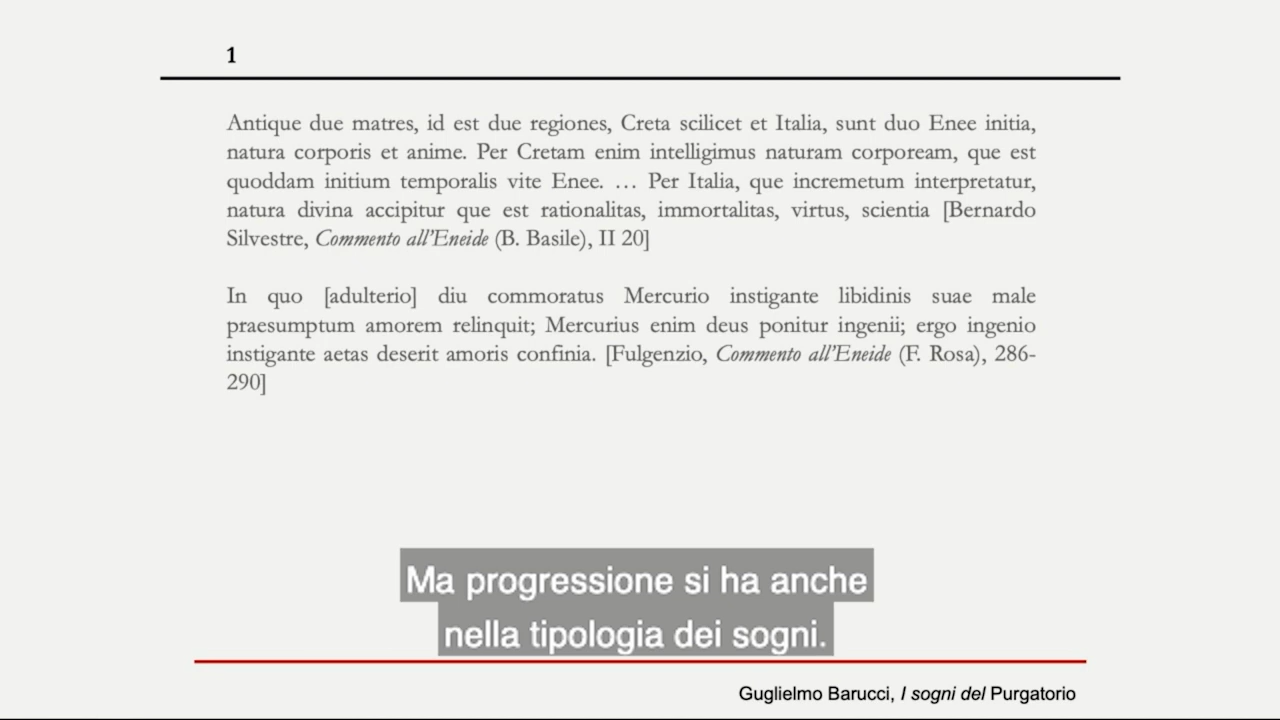 1
Antique due matres, id est due regiones, Creta scilicet et Italia, sunt duo Enee initia,
natura corporis et anime. Per Cretam enim intelligimus naturam corpoream, que est
quoddam initium temporalis vite Enee. … Per Italia, que incremetum interpretatur,
natura divina accipitur que est rationalitas, immortalitas, virtus, scientia [Bernardo
Silvestre, Commento all’Eneide (B. Basile), II 20]
In quo [adulterio] diu commoratus Mercurio instigante libidinis suae male
praesumptum amorem relinquit; Mercurius enim deus ponitur ingenii; ergo ingenio
instigante aetas deserit amoris confinia. [Fulgenzio, Commento all’Eneide (F. Rosa), 286-
290]
Ma progressione si ha anche
nella tipologia dei sogni.
Guglielmo Barucci, I sogni del Purgatorio